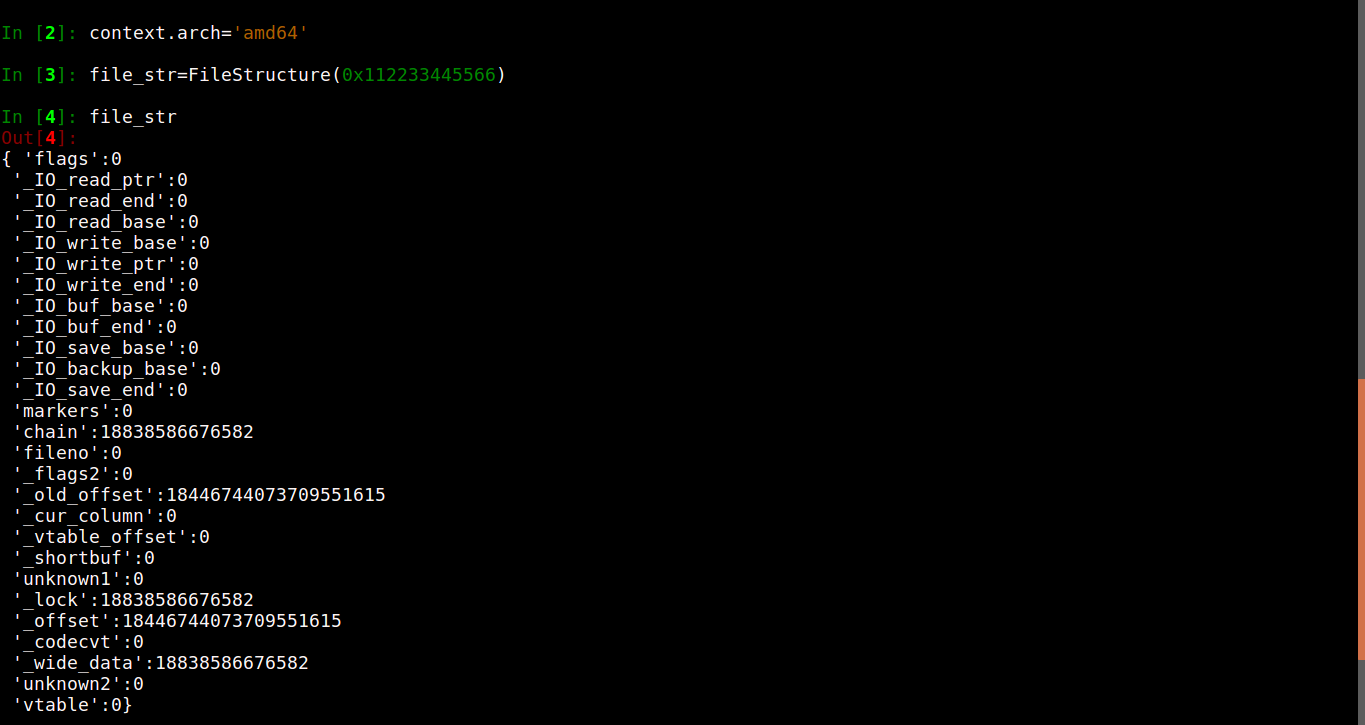 In [2]: context.arch='amd64'
In [3]: file_str=FileStructure(0x112233445566)
In [4]: file_str
Out[4]:
{ 'flags':0
'_IO_read_ptr':0
'_IO_read_end':0
'_IO_read_base':0
'_IO_write_base':0
'_IO_write_ptr':0
'_IO_write_end':0
'_IO_buf_base':0
'_IO_buf_end':0
'_IO_save_base':0
'_IO_backup_base':0
'_IO_save_end':0
'markers':0
'chain':18838586676582
'fileno':0
'_flags2':0
'_old_offset':18446744073709551615
'_cur_column':0
'_vtable_offset':0
'_shortbuf':0
'unknown1':0
'_lock':18838586676582
'_offset':18446744073709551615
'_codecvt':0
'_wide_data':18838586676582
'unknown2':0
'vtable':0}